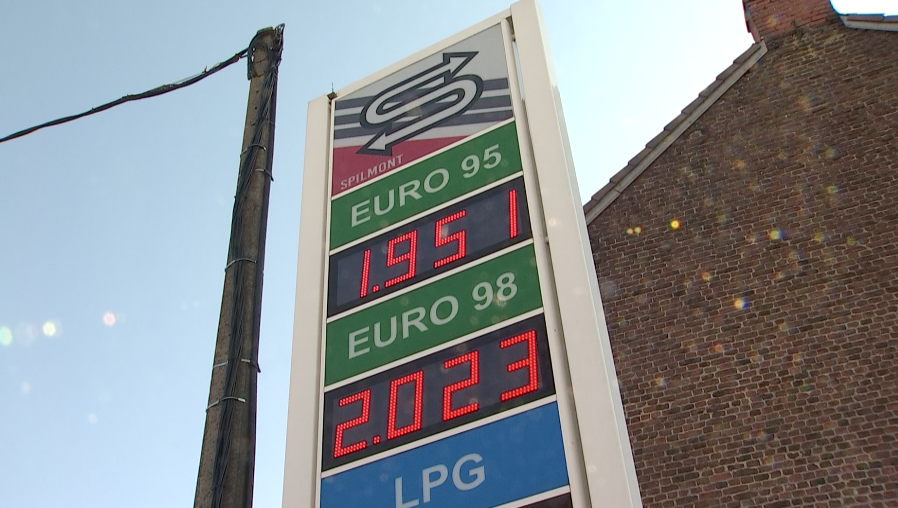 SPILMONT
EURO 95
1.951
EURO 98
2.023
LPG